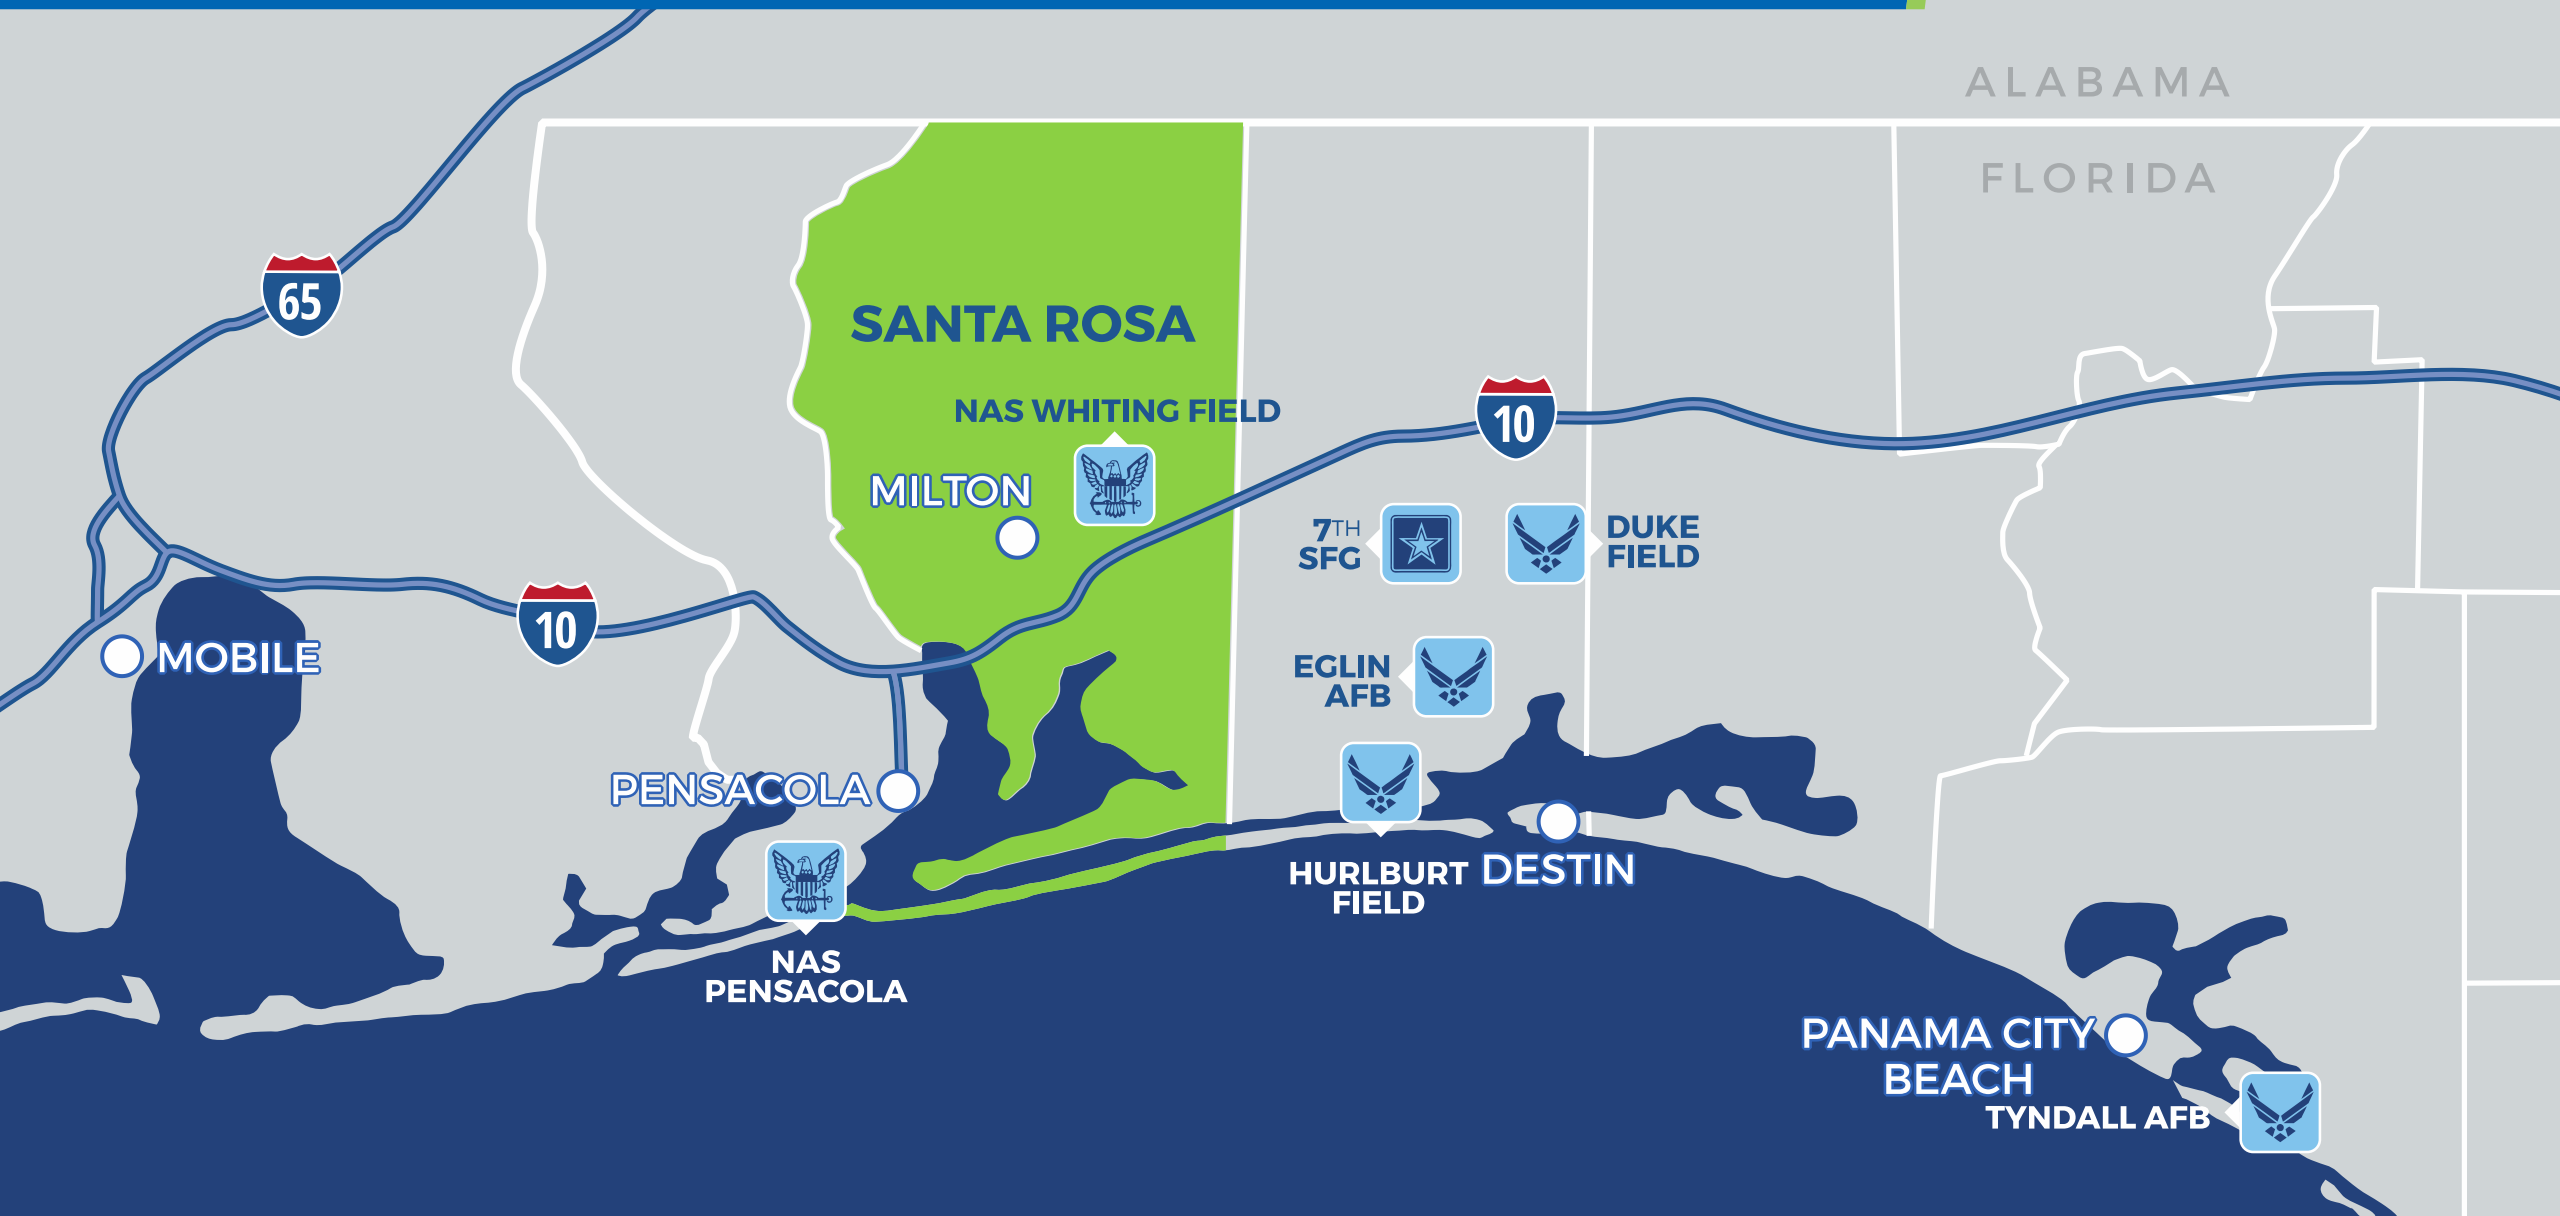 ALABAMA
FLORIDA
65
SANTA ROSA
NAS WHITING FIELD
10
MILTON
7TH
SFG
DUKE
FIELD
10
MOBILE
EGLIN
AFB
PENSACOLA
HURLBURT
FIELD
DESTIN
NAS
PENSACOLA
PANAMA CITY
BEACH
TYNDALL AFB